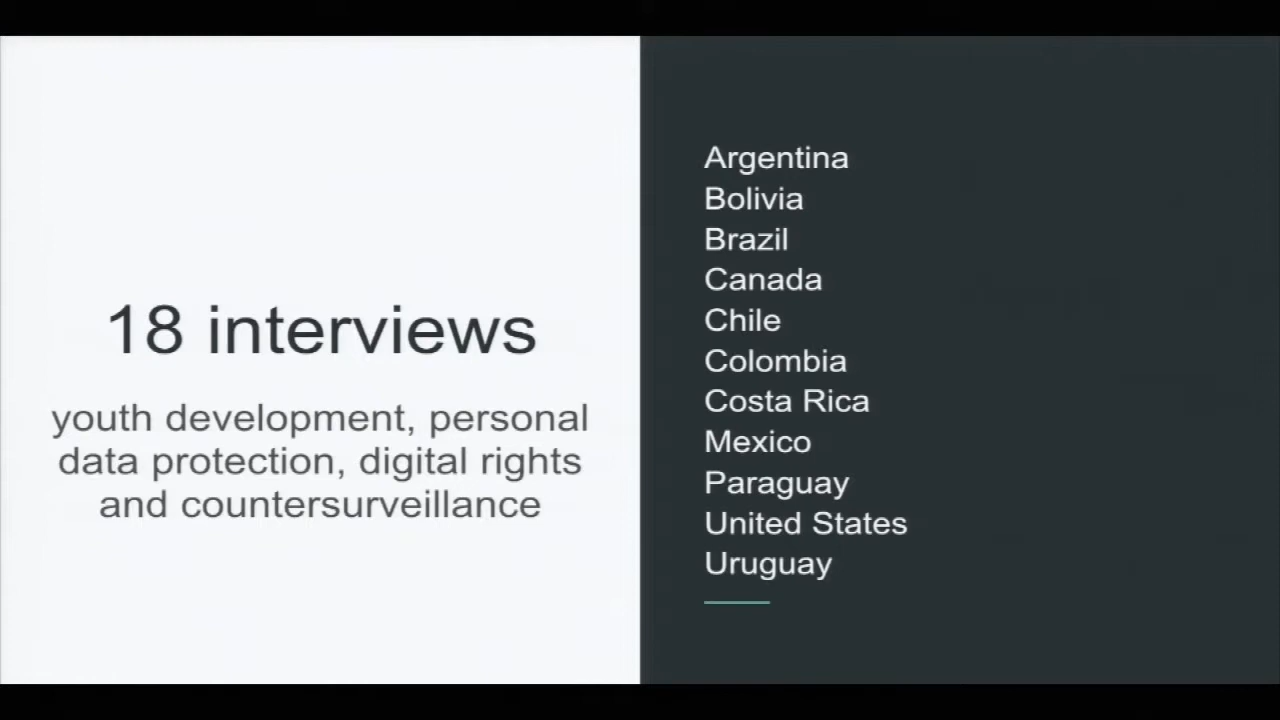 18 interviews
youth development, personal
data protection, digital rights
and countersurveillance
Argentina
Bolivia
Brazil
Canada
Chile
Colombia
Costa Rica
Mexico
Paraguay
United States
Uruguay